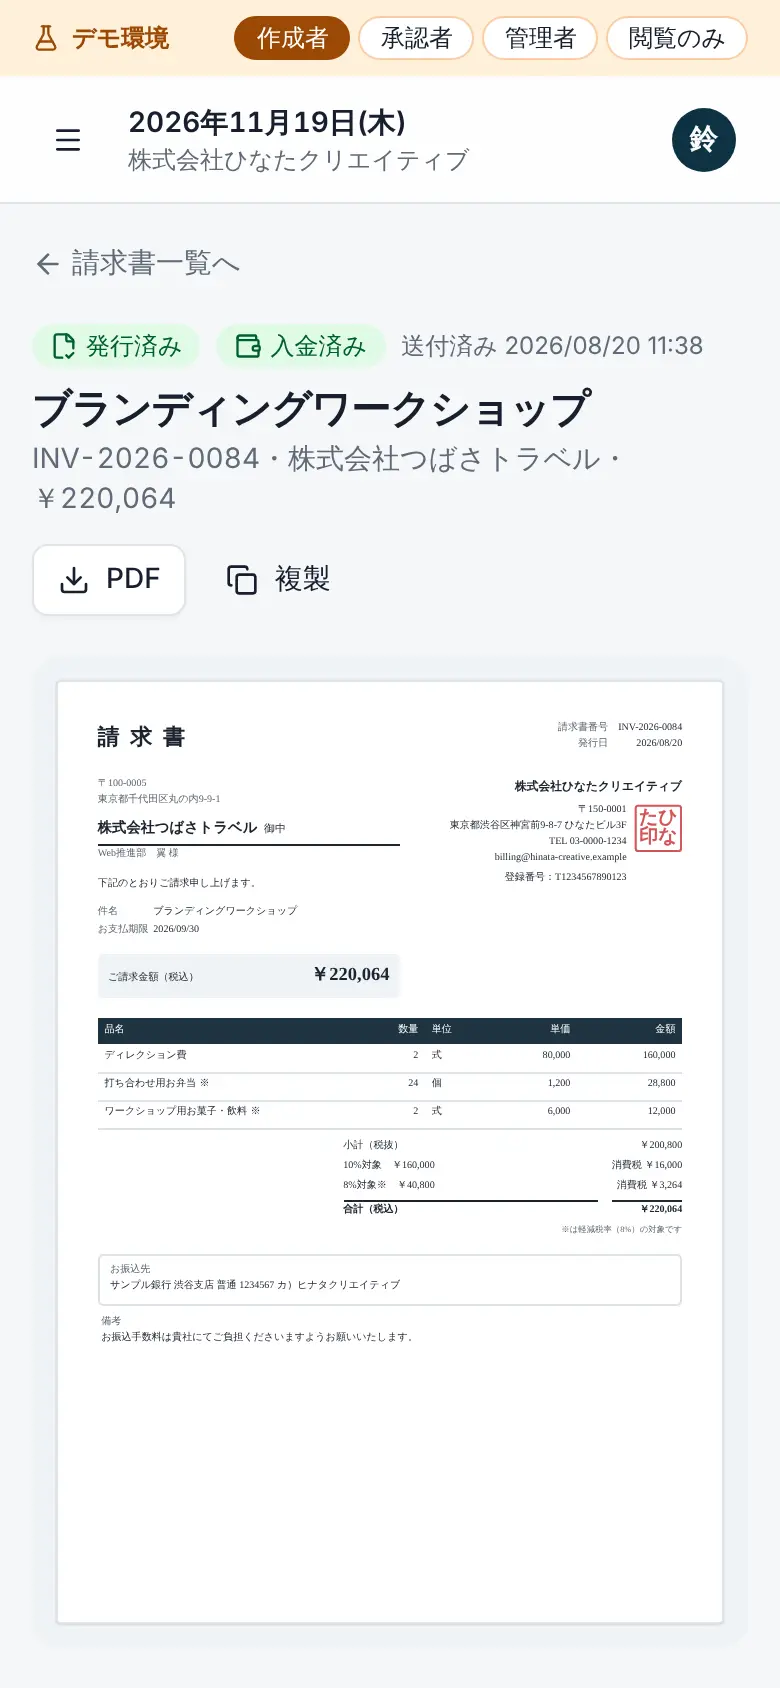 デモ環境 作成者 承認者 管理者 閲覧のみ
2026年11月19日(木)
株式会社ひなたクリエイティブ
鈴
← 請求書一覧へ
発行済み 入金済み 送付済み 2026/08/20 11:38
ブランディングワークショップ
INV-2026-0084・株式会社つばさトラベル・
￥220,064
PDF 複製
請求書
請求書番号 INV-2026-0084
発行日 2026/08/20
〒100-0005
東京都千代田区丸の内9-9-1
株式会社つばさトラベル 御中
Web推進部 翼 様
下記のとおりご請求申し上げます。
件名 ブランディングワークショップ
お支払期限 2026/09/30
株式会社ひなたクリエイティブ
〒150-0001
東京都渋谷区神宮前9-8-7 ひなたビル3F
TEL 03-0000-1234
billing@hinata-creative.example
登録番号：T1234567890123
ひな
た印
ご請求金額（税込） ￥220,064
品名 数量 単位 単価 金額
ディレクション費 2 式 80,000 160,000
打ち合わせ用お弁当 ※ 24 個 1,200 28,800
ワークショップ用お菓子・飲料 ※ 2 式 6,000 12,000
小計（税抜） ￥200,800
10%対象 ￥160,000 消費税 ￥16,000
8%対象※ ￥40,800 消費税 ￥3,264
合計（税込） ￥220,064
※は軽減税率（8%）の対象です
お振込先
サンプル銀行 渋谷支店 普通 1234567 カ）ヒナタクリエイティブ
備考
お振込手数料は貴社にてご負担くださいますようお願いいたします。